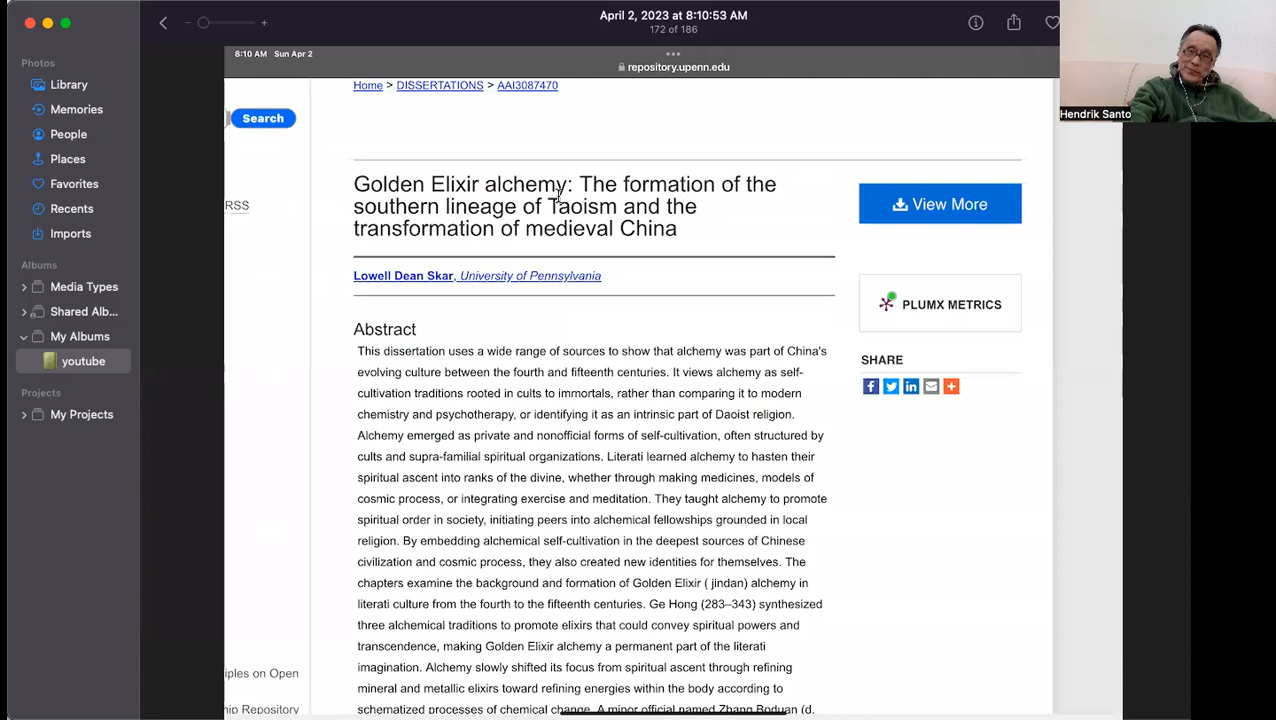 April 2, 2023 at 8:10:53 AM
172 of 186
Hendrik Santo
Photos
Library
Memories
People
Places
Favorites
Recents
Imports
Albums
Media Types
Shared Alb...
My Albums
youtube
Projects
My Projects
8:10 AM Sun Apr 2
repository.upenn.edu
Home > DISSERTATIONS > AAI3087470
Search
RSS
Golden Elixir alchemy: The formation of the
southern lineage of Taoism and the
transformation of medieval China
View More
Lowell Dean Skar, University of Pennsylvania
PLUMX METRICS
SHARE
Abstract
This dissertation uses a wide range of sources to show that alchemy was part of China's
evolving culture between the fourth and fifteenth centuries. It views alchemy as self-
cultivation traditions rooted in cults to immortals, rather than comparing it to modern
chemistry and psychotherapy, or identifying it as an intrinsic part of Daoist religion.
Alchemy emerged as private and nonofficial forms of self-cultivation, often structured by
cults and supra-familial spiritual organizations. Literati learned alchemy to hasten their
spiritual ascent into ranks of the divine, whether through making medicines, models of
cosmic process, or integrating exercise and meditation. They taught alchemy to promote
spiritual order in society, initiating peers into alchemical fellowships grounded in local
religion. By embedding alchemical self-cultivation in the deepest sources of Chinese
civilization and cosmic process, they also created new identities for themselves. The
chapters examine the background and formation of Golden Elixir ( jindan) alchemy in
literati culture from the fourth to the fifteenth centuries. Ge Hong (283–343) synthesized
three alchemical traditions to promote elixirs that could convey spiritual powers and
transcendence, making Golden Elixir alchemy a permanent part of the literati
imagination. Alchemy slowly shifted its focus from spiritual ascent through refining
mineral and metallic elixirs toward refining energies within the body according to
schematized processes of chemical change. A minor official named Zhang Boduan (d.
iples on Open
hip Repository